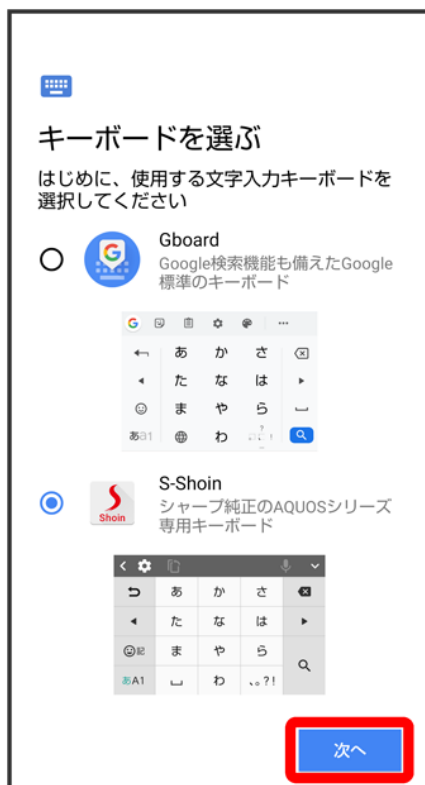 キーボードを選ぶ
はじめに、使用する文字入力キーボードを
選択してください
Gboard
Google検索機能も備えたGoogle
標準のキーボード
G
あ か さ
た な は
ま や ら
あa1 わ
S-Shoin
シャープ純正のAQUOSシリーズ
専用キーボード
Shoin
あ か さ
た な は
記 ま や ら
あA1 わ 、。?!
次へ